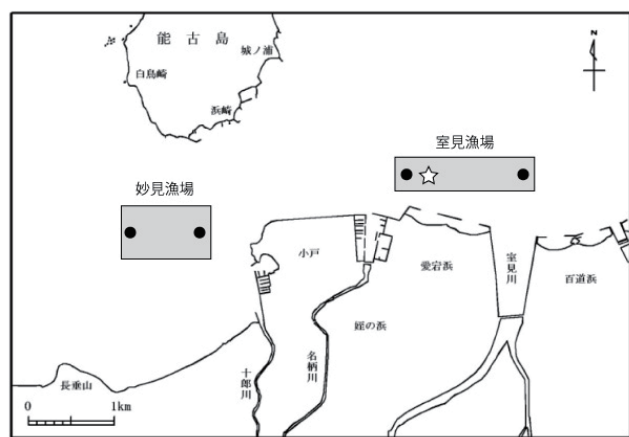 能古島
城ノ浦
白鳥崎
浜崎
N
室見漁場
妙見漁場
小戸
愛宕浜
室見川
百道浜
姪の浜
名柄川
十郎川
長垂山
0 1km